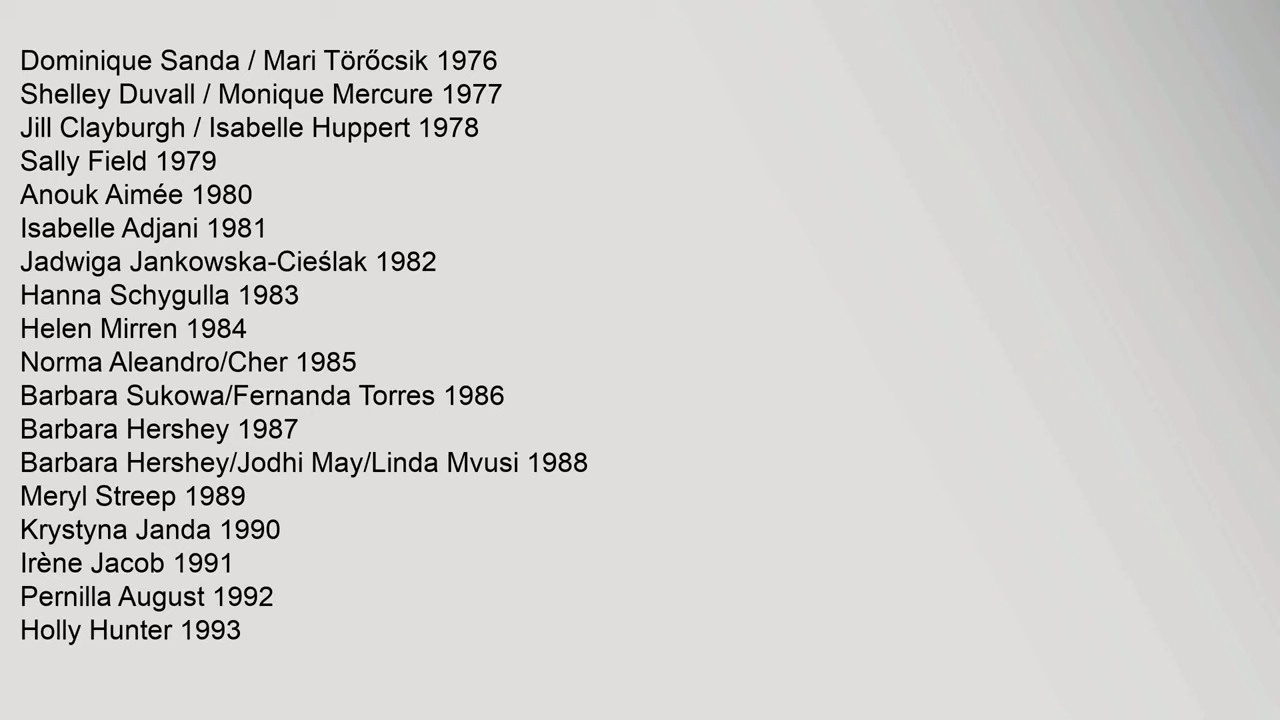 Dominique Sanda / Mari Törőcsik 1976
Shelley Duvall / Monique Mercure 1977
Jill Clayburgh / Isabelle Huppert 1978
Sally Field 1979
Anouk Aimée 1980
Isabelle Adjani 1981
Jadwiga Jankowska-Cieślak 1982
Hanna Schygulla 1983
Helen Mirren 1984
Norma Aleandro/Cher 1985
Barbara Sukowa/Fernanda Torres 1986
Barbara Hershey 1987
Barbara Hershey/Jodhi May/Linda Mvusi 1988
Meryl Streep 1989
Krystyna Janda 1990
Irène Jacob 1991
Pernilla August 1992
Holly Hunter 1993